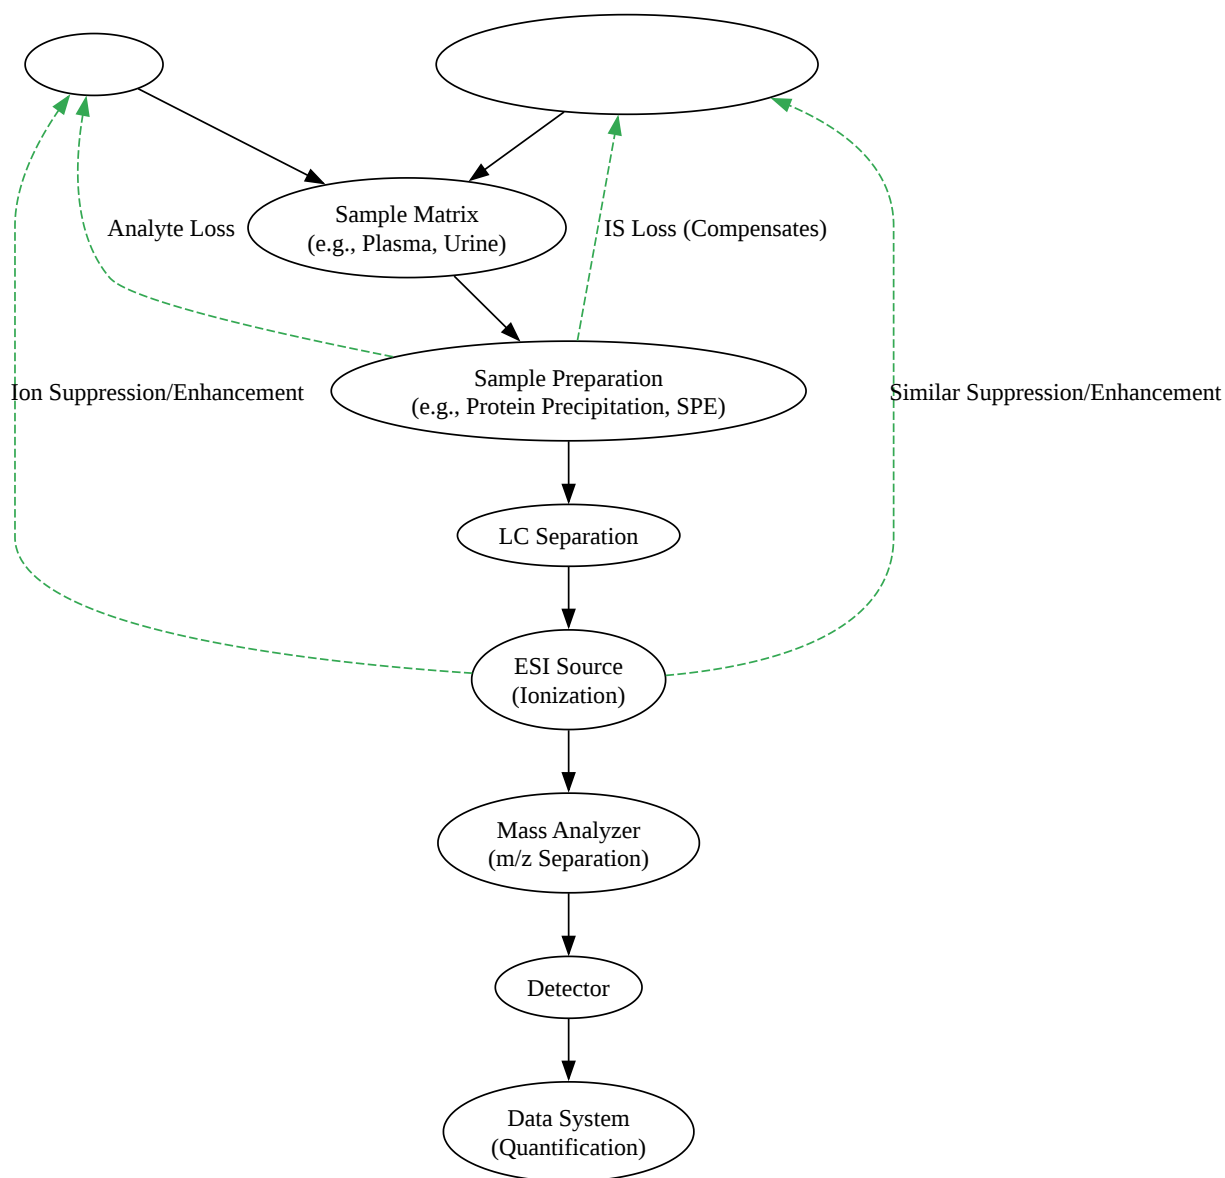 Sample Matrix
(e.g., Plasma, Urine)
Analyte Loss
IS Loss (Compensates)
Sample Preparation
(e.g., Protein Precipitation, SPE)
Ion Suppression/Enhancement
Similar Suppression/Enhancement
LC Separation
ESI Source
(Ionization)
Mass Analyzer
(m/z Separation)
Detector
Data System
(Quantification)